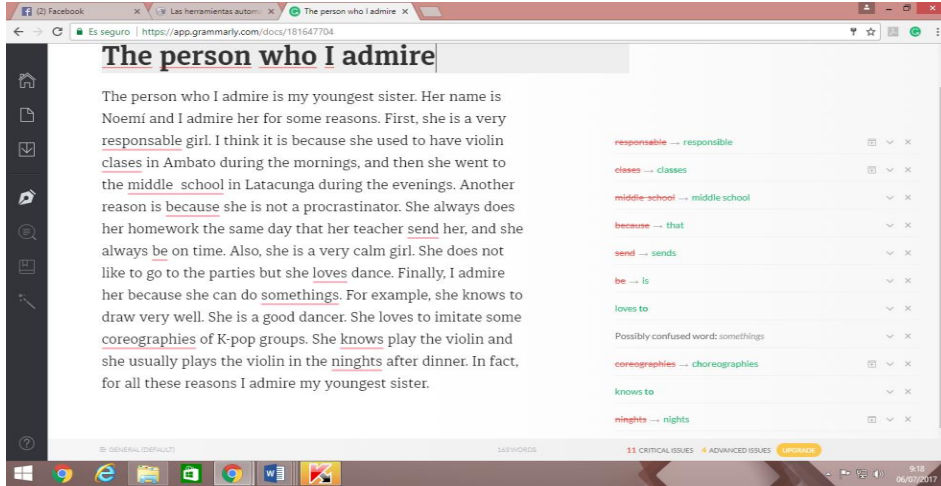 (2) Facebook
Las herramientas autom
The person who I admire
Es seguro | https://app.grammarly.com/docs/181647704
The person who I admire
The person who I admire is my youngest sister. Her name is
Noemí and I admire her for some reasons. First, she is a very
responsable girl. I think it is because she used to have violin
clases in Ambato during the mornings, and then she went to
the middle  school in Latacunga during the evenings. Another
reason is because she is not a procrastinator. She always does
her homework the same day that her teacher send her, and she
always be on time. Also, she is a very calm girl. She does not
like to go to the parties but she loves dance. Finally, I admire
her because she can do somethings. For example, she knows to
draw very well. She is a good dancer. She loves to imitate some
coreographies of K-pop groups. She knows play the violin and
she usually plays the violin in the ninghts after dinner. In fact,
for all these reasons I admire my youngest sister.
responsable → responsible
clases → classes
middle school → middle school
because → that
send → sends
be → is
loves to
Possibly confused word: somethings
coreographies → choreographies
knows to
ninghts → nights
GENERAL (DEFAULT)
165 WORDS
11 CRITICAL ISSUES
4 ADVANCED ISSUES
UPGRADE
9:18
06/07/2017